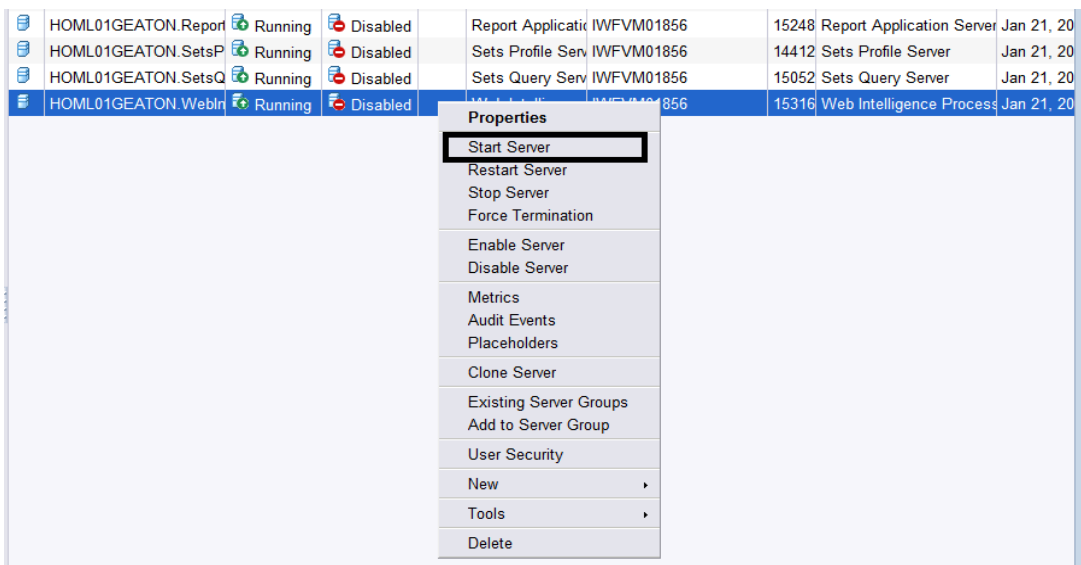 HOML01GEATON.Report Running Disabled Report Applicatic IWFVM01856 15248 Report Application Server Jan 21, 20
HOML01GEATON.SetsP Running Disabled Sets Profile Serv IWFVM01856 14412 Sets Profile Server Jan 21, 20
HOML01GEATON.SetsQ Running Disabled Sets Query Serv IWFVM01856 15052 Sets Query Server Jan 21, 20
HOML01GEATON.WebIn Running Disabled Web Intelligence IWFVM01856 15316 Web Intelligence Process Jan 21, 20
Properties
Start Server
Restart Server
Stop Server
Force Termination
Enable Server
Disable Server
Metrics
Audit Events
Placeholders
Clone Server
Existing Server Groups
Add to Server Group
User Security
New
Tools
Delete